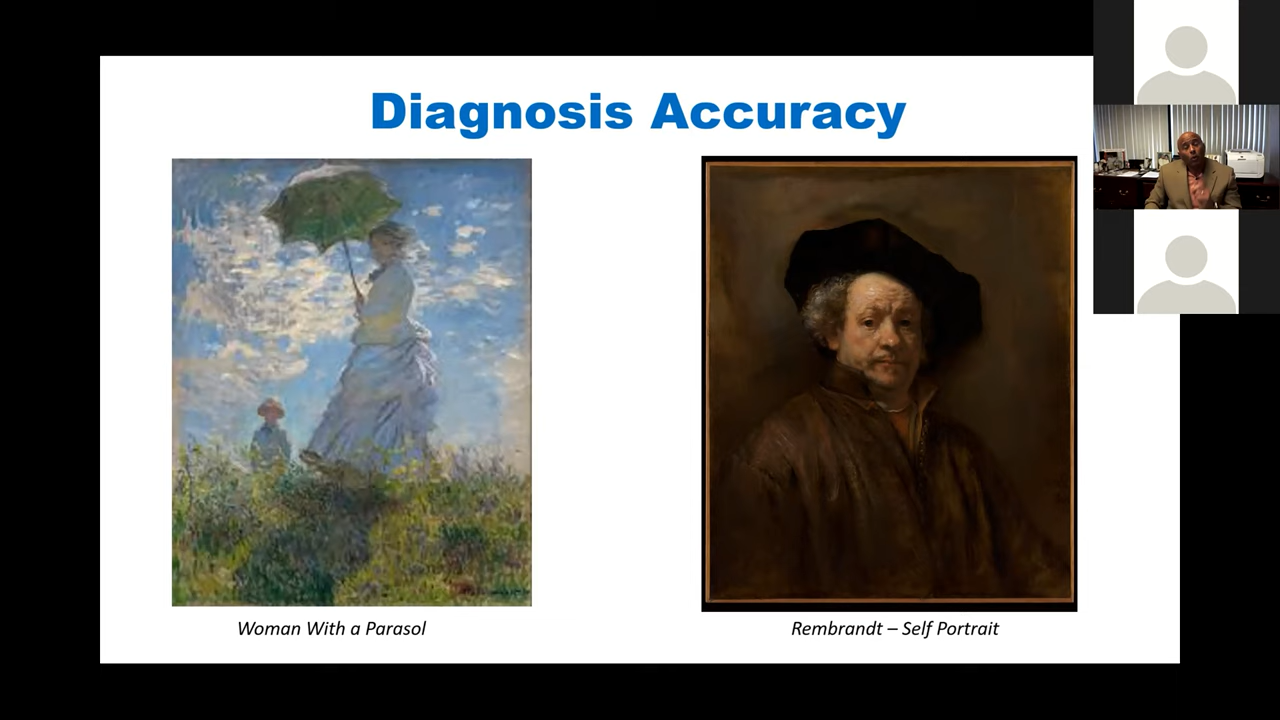 Diagnosis Accuracy
Woman With a Parasol
Rembrandt – Self Portrait